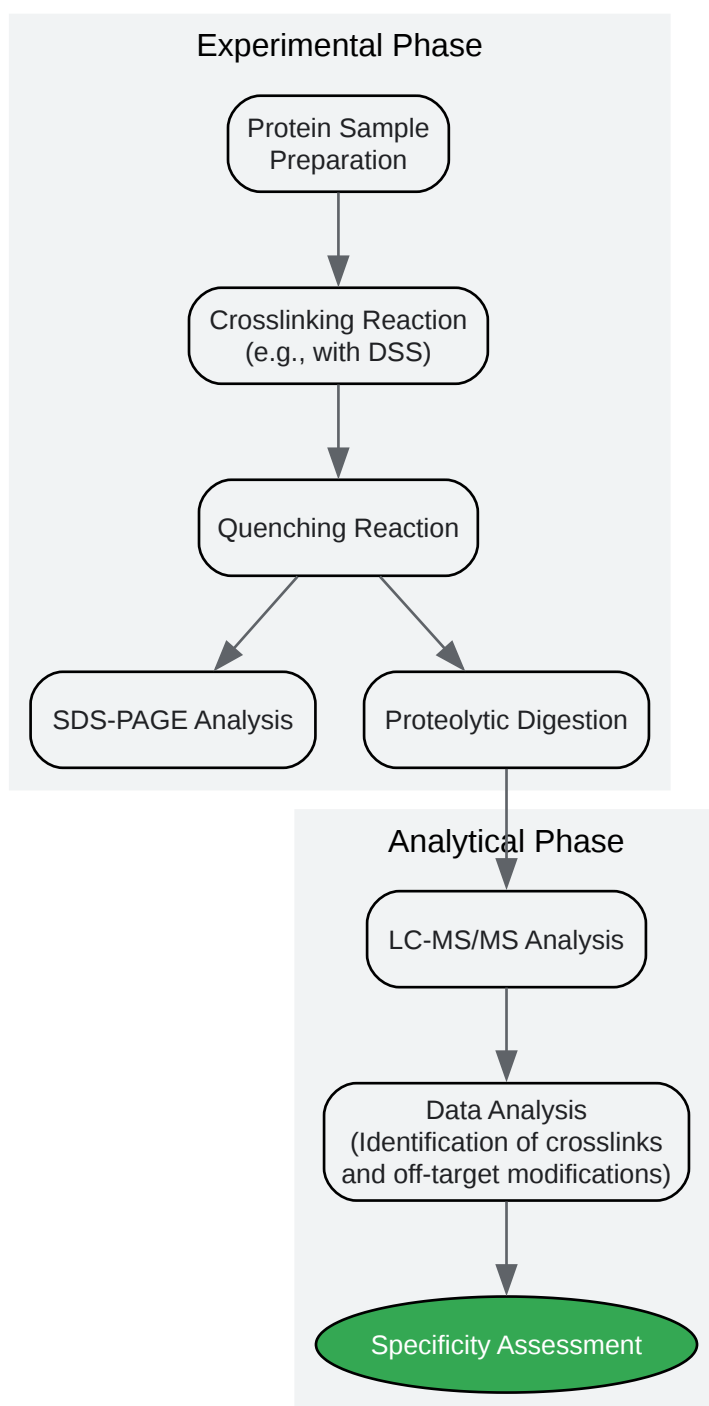 Experimental Phase
Protein Sample
Preparation
Crosslinking Reaction
(e.g., with DSS)
Quenching Reaction
SDS-PAGE Analysis
Proteolytic Digestion
Analytical Phase
LC-MS/MS Analysis
Data Analysis
(Identification of crosslinks
and off-target modifications)
Specificity Assessment